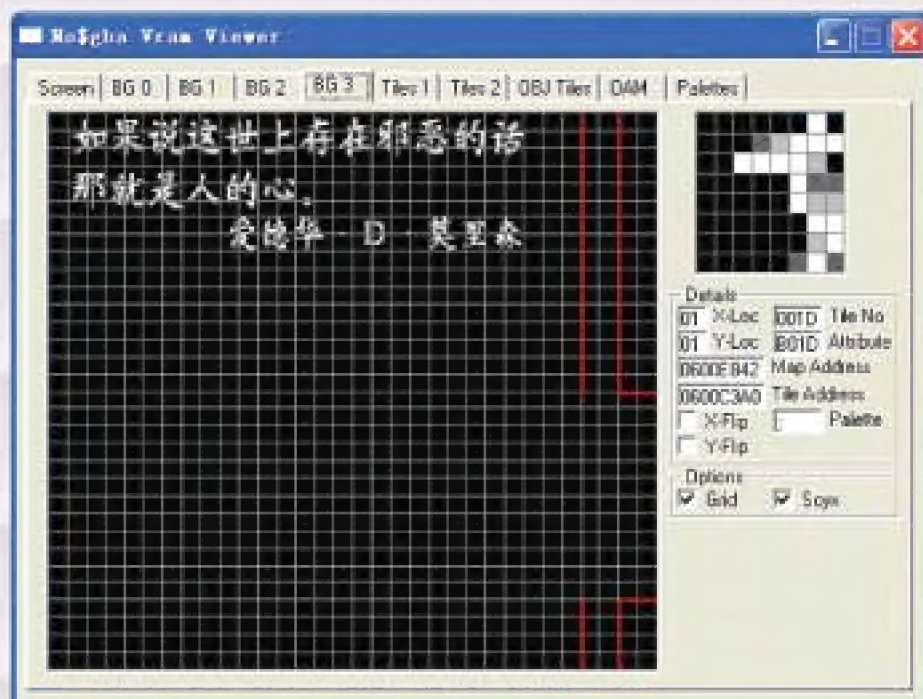 No$gba Vram Viewer
Screen BG 0 BG 1 BG 2 BG 3 Tiles 1 Tiles 2 OBJ Tiles OAM Palettes
如果说这世上存在邪恶的话
那就是人的心。
爱德华·D·莫里森
Details
01 X-Loc 001D Tile No
01 Y-Loc B01D Attribute
0600E842 Map Address
0600C3A0 Tile Address
X-Flip Palette
Y-Flip
Options
Grid Scyx